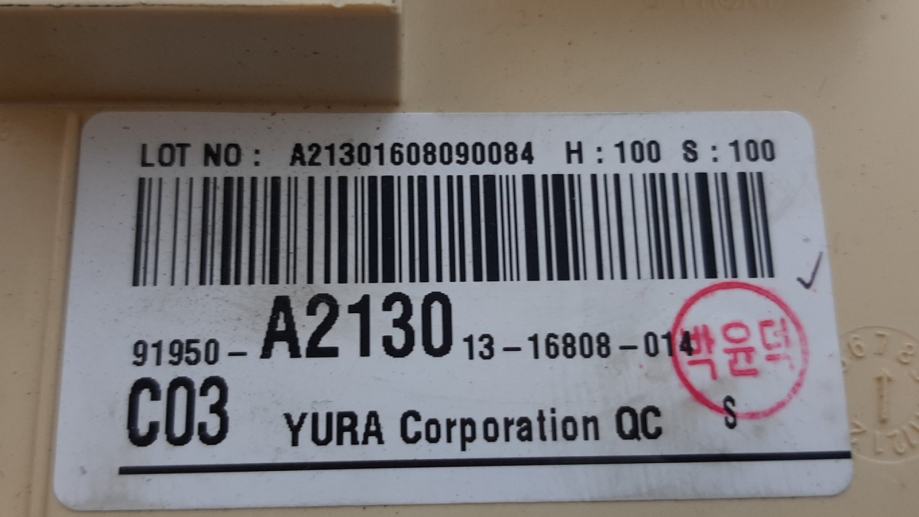 LOT NO : A21301608090084 H : 100 S : 100
91950-A2130 13-16808-014
박윤덕
C03 YURA Corporation QC S